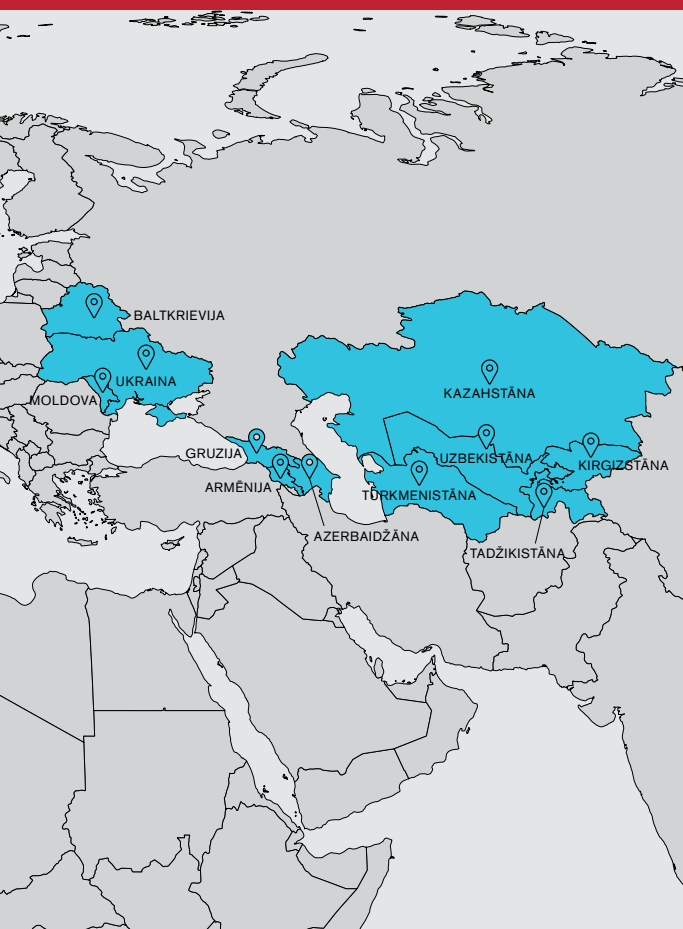 BALTKRIEVIJA
UKRAINA
MOLDOVA
KAZAHSTĀNA
GRUZIJA
UZBEKISTĀNA
KIRGIZSTĀNA
ARMĒNIJA
TURKMENISTĀNA
AZERBAIDŽĀNA
TADŽIKISTĀNA